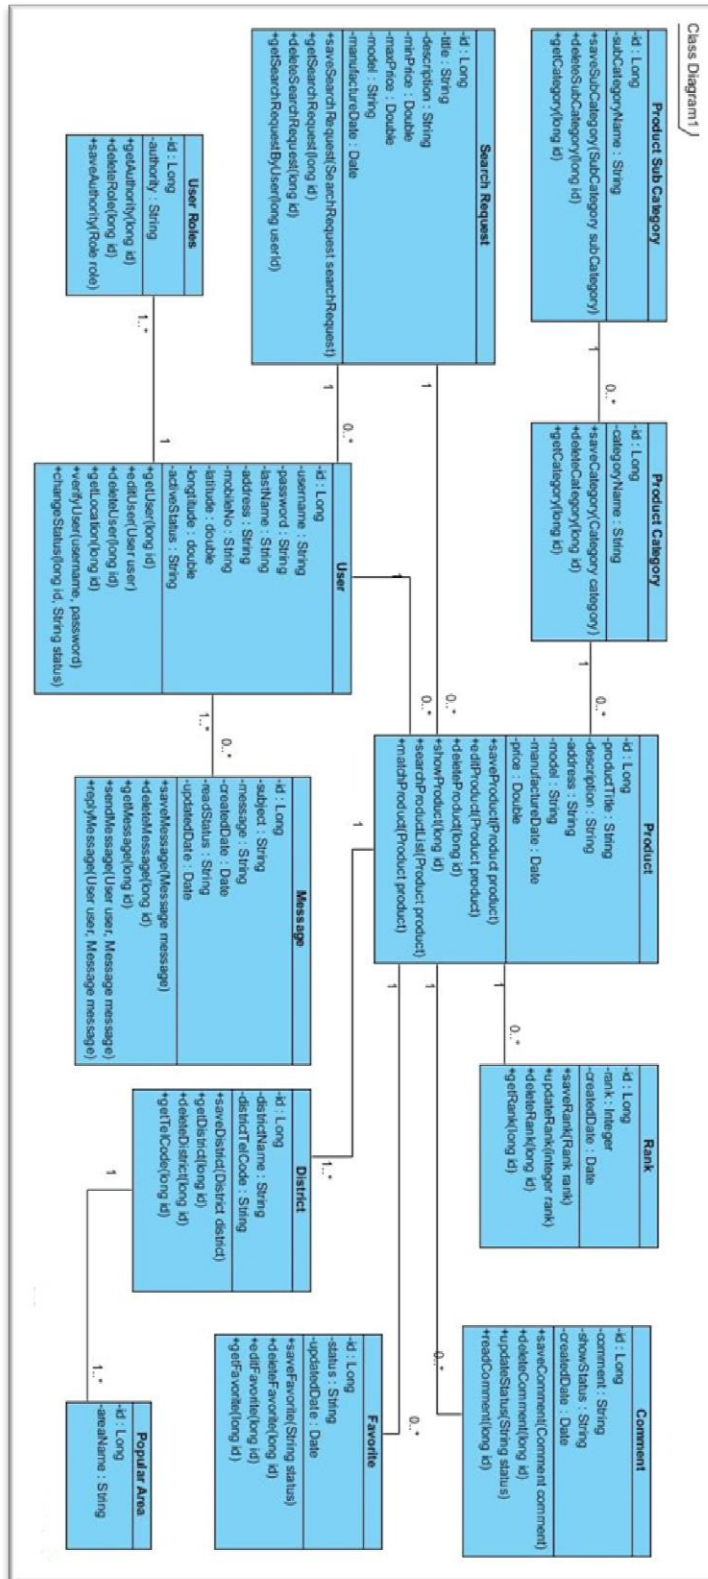 Class Diagram1
Product Sub Category
-id : Long
-subCategoryName : String
+saveSubCategory(SubCategory subCategory)
+deleteSubCategory(long id)
+getCategory(long id)
1
0..*
Product Category
-id : Long
-categoryName : String
+saveCategory(Category category)
+deleteCategory(long id)
+getCategory(long id)
1
0..*
Search Request
-id : Long
-title : String
-description : String
-minPrice : Double
-maxPrice : Double
-model : String
-manufactureDate : Date
+saveSearchRequest(SearchRequest searchRequest)
+getSearchRequest(long id)
+deleteSearchRequest(long id)
+getSearchRequestByUser(long userId)
1
0..*
1
0..*
User Roles
-id : Long
-authority : String
+getAuthority(long id)
+deleteRole(long id)
+saveAuthority(Role role)
1..*
1
User
-id : Long
-username : String
-password : String
-lastName : String
-address : String
-mobileNo : String
-latitude : double
-longtitude : double
-activeStatus : String
+getUser(long id)
+editUser(User user)
+deleteUser(long id)
+getLocation(long id)
+verifyUser(username, password)
+changeStatus(long id, String status)
1
0..*
1..*
0..*
Product
-id : Long
-productTitle : String
-description : String
-address : String
-model : String
-manufactureDate : Date
-price : Double
+saveProduct(Product product)
+editProduct(Product product)
+deleteProduct(long id)
+showProduct(long id)
+searchProductList(Product product)
+matchProduct(Product product)
1
0..*
1
0..*
1
0..*
1
1..*
Message
-id : Long
-subject : String
-message : String
-createdDate : Date
-readStatus : String
-updatedDate : Date
+saveMessage(Message message)
+deleteMessage(long id)
+getMessage(long id)
+sendMessage(User user, Message message)
+replyMessage(User user, Message message)
Rank
-id : Long
-rank : Integer
-createdDate : Date
+saveRank(Rank rank)
+updateRank(integer rank)
+deleteRank(long id)
+getRank(long id)
District
-id : Long
-districtName : String
-districtTelCode : String
+saveDistrict(District district)
+getDistrict(long id)
+deleteDistrict(long id)
+getTelCode(long id)
1
1..*
Comment
-id : Long
-comment : String
-showStatus : String
-createdDate : Date
+saveComment(Comment comment)
+deleteComment(long id)
+updateStatus(String status)
+readComment(long id)
Favorite
-id : Long
-status : String
-updatedDate : Date
+saveFavorite(String status)
+deleteFavorite(long id)
+editFavorite(long id)
+getFavorite(long id)
Popular Area
-id : Long
-areaName : String